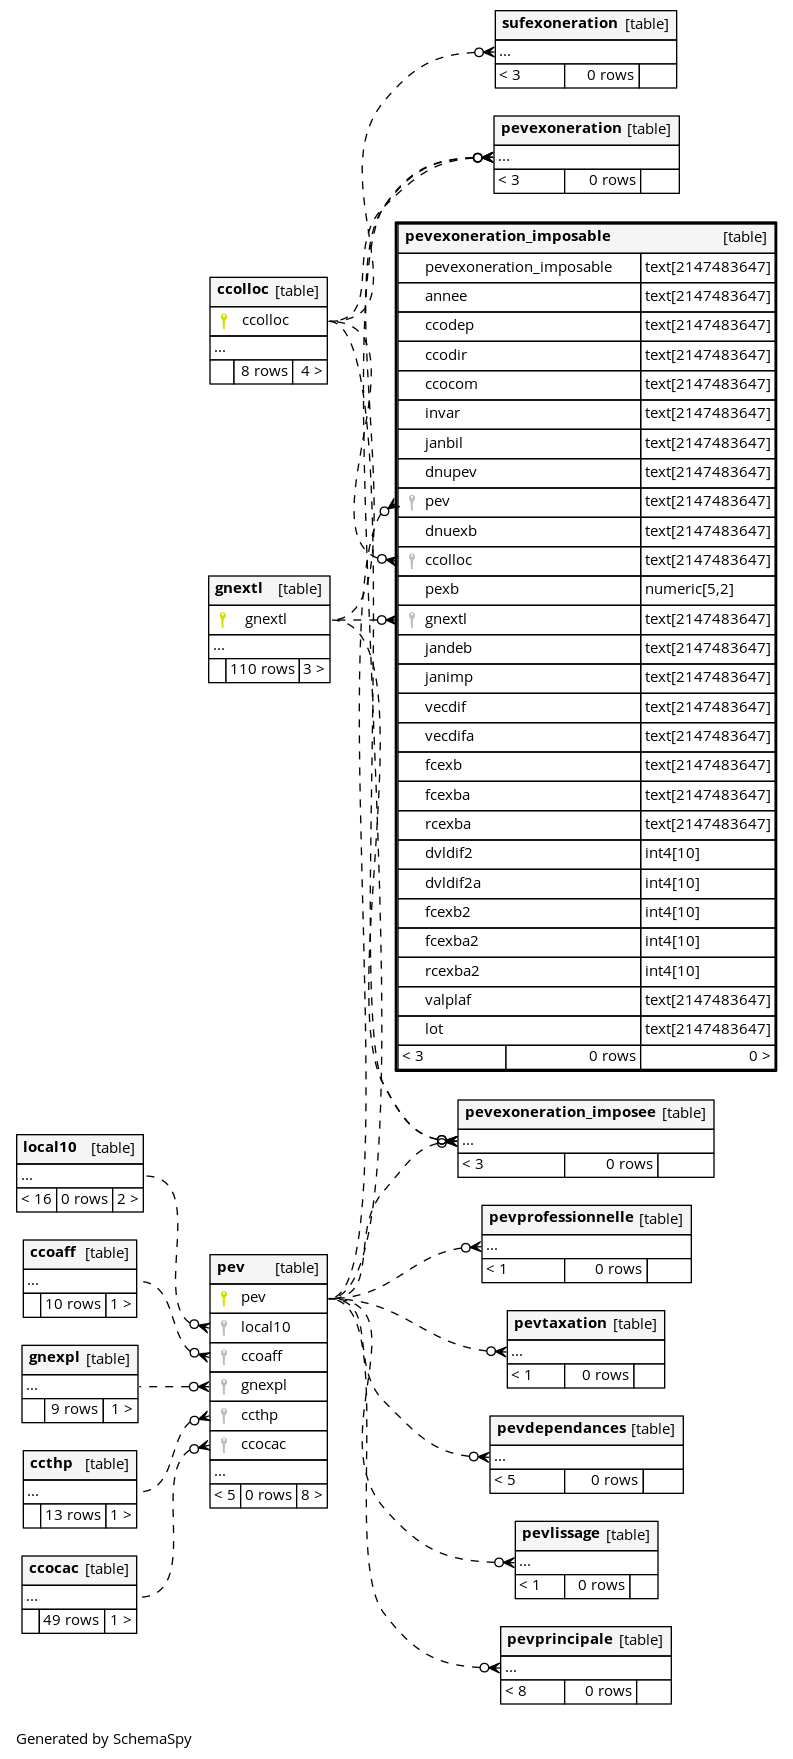 sufexoneration [table]
...
< 3 0 rows
pevexoneration [table]
...
< 3 0 rows
pevexoneration_imposable [table]
pevexoneration_imposable text[2147483647]
annee text[2147483647]
ccodep text[2147483647]
ccodir text[2147483647]
ccocom text[2147483647]
invar text[2147483647]
janbil text[2147483647]
dnupev text[2147483647]
pev text[2147483647]
dnuexb text[2147483647]
ccolloc text[2147483647]
pexb numeric[5,2]
gnextl text[2147483647]
jandeb text[2147483647]
janimp text[2147483647]
vecdif text[2147483647]
vecdifa text[2147483647]
fcexb text[2147483647]
fcexba text[2147483647]
rcexba text[2147483647]
dvldif2 int4[10]
dvldif2a int4[10]
fcexb2 int4[10]
fcexba2 int4[10]
rcexba2 int4[10]
valplaf text[2147483647]
lot text[2147483647]
< 3 0 rows 0 >
ccolloc [table]
ccolloc
...
8 rows 4 >
gnextl [table]
gnextl
...
110 rows 3 >
pevexoneration_imposee [table]
...
< 3 0 rows
local10 [table]
...
< 16 0 rows 2 >
ccoaff [table]
...
10 rows 1 >
gnexpl [table]
...
9 rows 1 >
ccthp [table]
...
13 rows 1 >
ccocac [table]
...
49 rows 1 >
pev [table]
pev
local10
ccoaff
gnexpl
ccthp
ccocac
...
< 5 0 rows 8 >
pevprofessionnelle [table]
...
< 1 0 rows
pevtaxation [table]
...
< 1 0 rows
pevdependances [table]
...
< 5 0 rows
pevlissage [table]
...
< 1 0 rows
pevprincipale [table]
...
< 8 0 rows
Generated by SchemaSpy